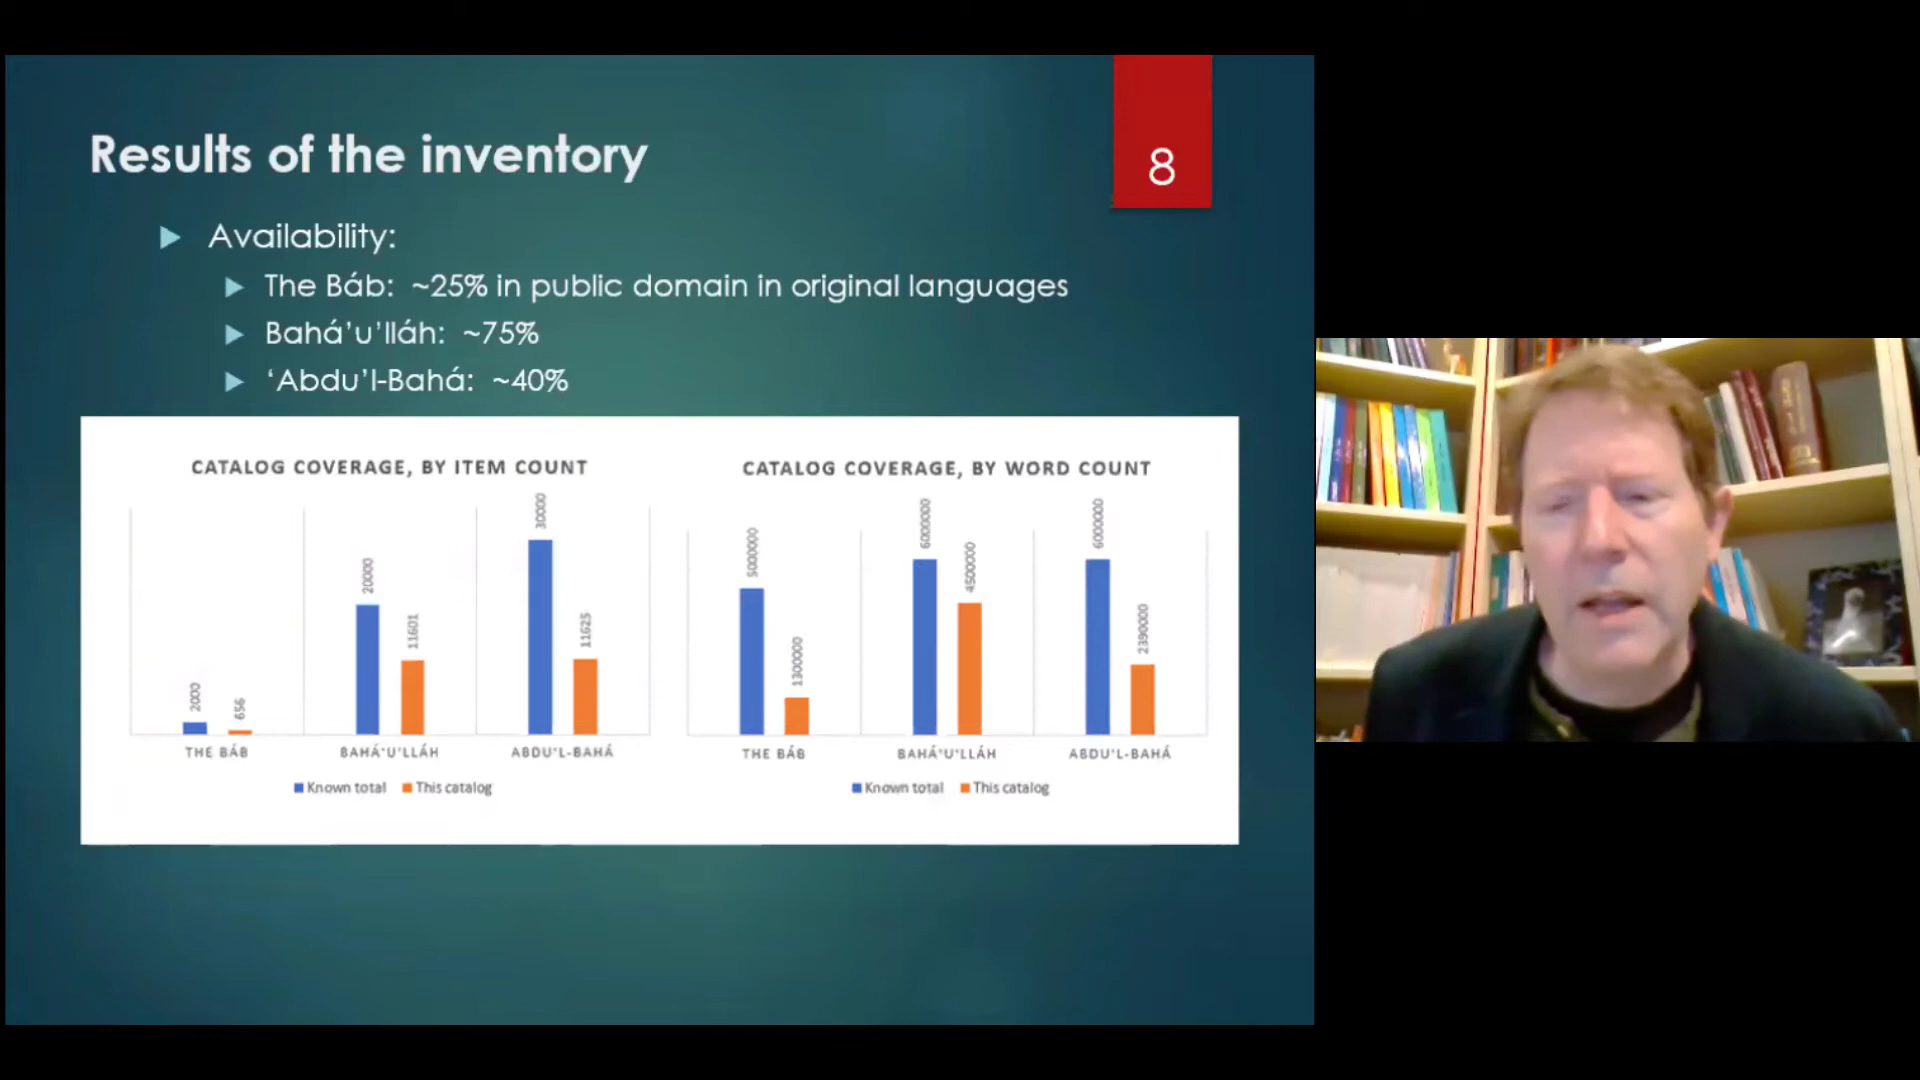 Results of the inventory
8
Availability:
The Báb: ~25% in public domain in original languages
Bahá'u'lláh: ~75%
'Abdu'l-Bahá: ~40%
CATALOG COVERAGE, BY ITEM COUNT
2000
656
20000
11601
30000
11625
THE BÁB
BAHÁ'U'LLÁH
ABDU'L-BAHÁ
Known total
This catalog
CATALOG COVERAGE, BY WORD COUNT
5000000
1300000
6000000
4500000
6000000
2390000
THE BÁB
BAHÁ'U'LLÁH
ABDU'L-BAHÁ
Known total
This catalog